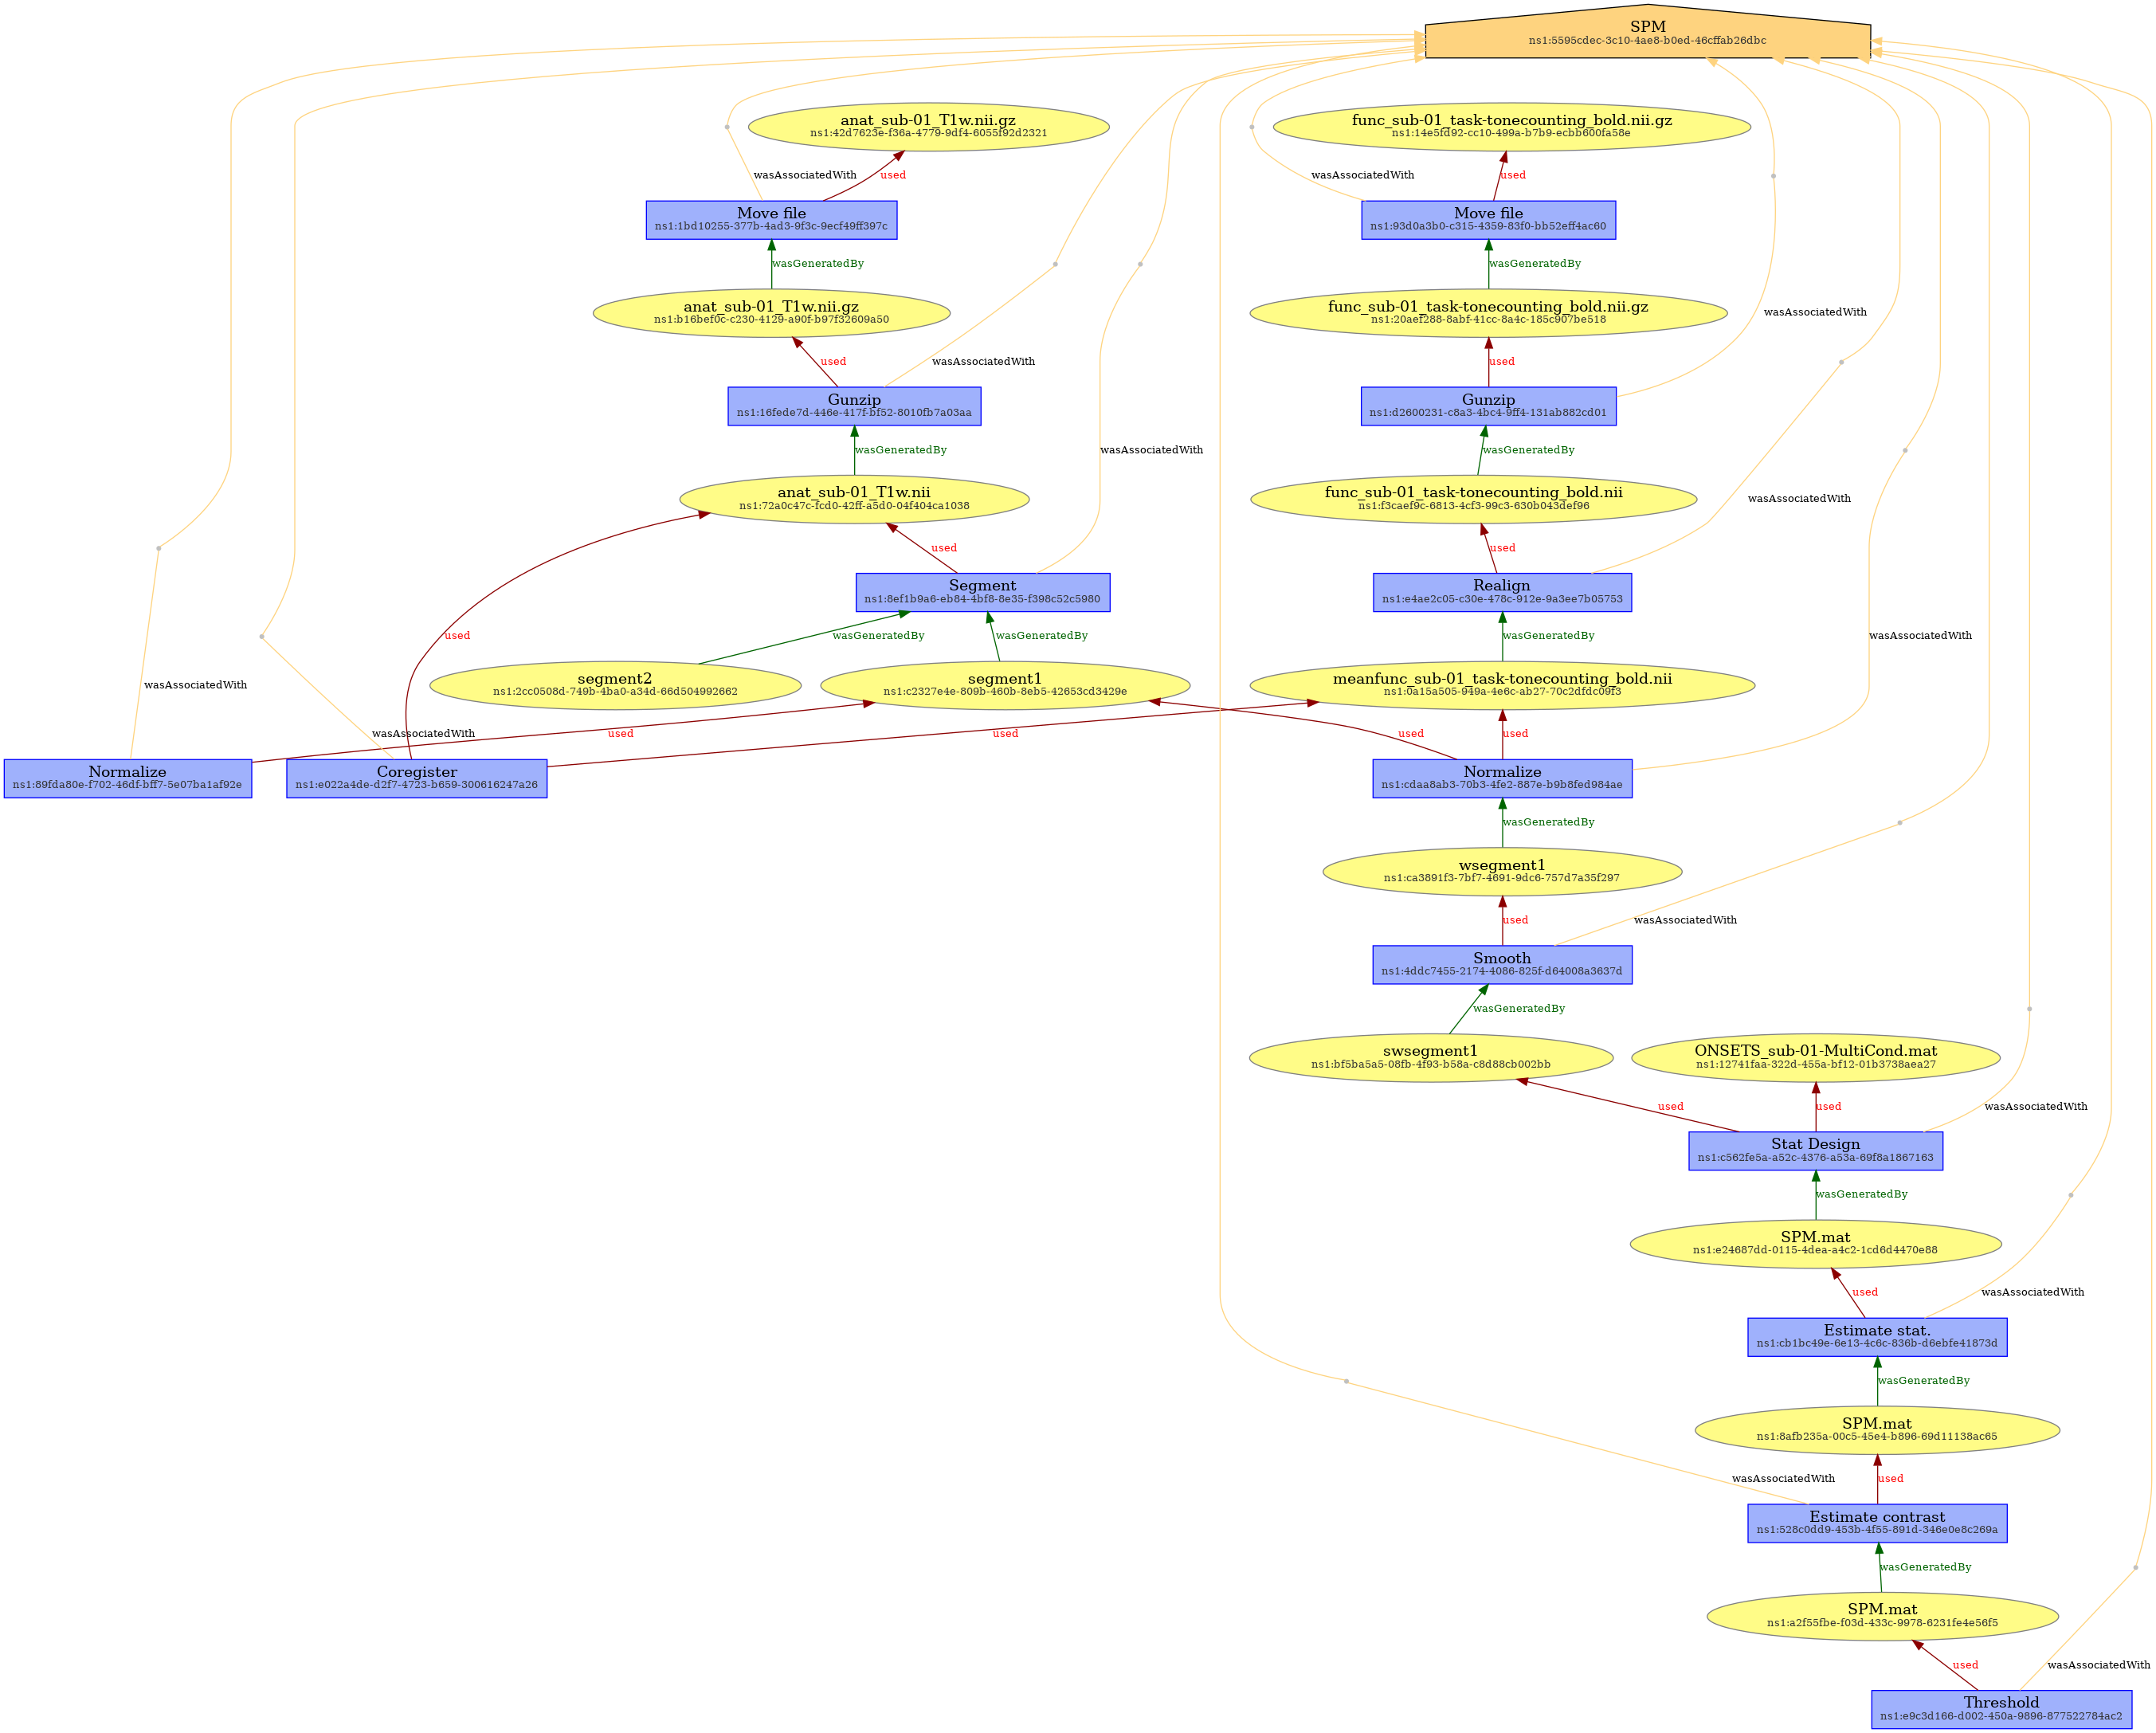 SPM
ns1:5595cdec-3c10-4ae8-b0ed-46cffab26dbc
anat_sub-01_T1w.nii.gz
ns1:42d7623e-f36a-4779-9df4-6055f92d2321
func_sub-01_task-tonecounting_bold.nii.gz
ns1:14e5fd92-cc10-499a-b7b9-ecbb600fa58e
wasAssociatedWith
used
wasAssociatedWith
used
Move file
ns1:1bd10255-377b-4ad3-9f3c-9ecf49ff397c
Move file
ns1:93d0a3b0-c315-4359-83f0-bb52eff4ac60
wasGeneratedBy
wasGeneratedBy
anat_sub-01_T1w.nii.gz
ns1:b16bef0c-c230-4129-a90f-b97f32609a50
func_sub-01_task-tonecounting_bold.nii.gz
ns1:20aef288-8abf-41cc-8a4c-185c907be518
wasAssociatedWith
used
wasAssociatedWith
used
Gunzip
ns1:16fede7d-446e-417f-bf52-8010fb7a03aa
Gunzip
ns1:d2600231-c8a3-4bc4-9ff4-131ab882cd01
wasGeneratedBy
wasAssociatedWith
wasGeneratedBy
anat_sub-01_T1w.nii
ns1:72a0c47c-fcd0-42ff-a5d0-04f404ca1038
func_sub-01_task-tonecounting_bold.nii
ns1:f3caef9c-6813-4cf3-99c3-630b043def96
wasAssociatedWith
used
used
Segment
ns1:8ef1b9a6-eb84-4bf8-8e35-f398c52c5980
Realign
ns1:e4ae2c05-c30e-478c-912e-9a3ee7b05753
used
wasGeneratedBy
wasGeneratedBy
wasGeneratedBy
wasAssociatedWith
wasAssociatedWith
segment2
ns1:2cc0508d-749b-4ba0-a34d-66d504992662
segment1
ns1:c2327e4e-809b-460b-8eb5-42653cd3429e
meanfunc_sub-01_task-tonecounting_bold.nii
ns1:0a15a505-949a-4e6c-ab27-70c2dfdc09f3
wasAssociatedWith
used
used
used
used
Normalize
ns1:89fda80e-f702-46df-bff7-5e07ba1af92e
Coregister
ns1:e022a4de-d2f7-4723-b659-300616247a26
Normalize
ns1:cdaa8ab3-70b3-4fe2-887e-b9b8fed984ae
wasGeneratedBy
wsegment1
ns1:ca3891f3-7bf7-4691-9dc6-757d7a35f297
used
wasAssociatedWith
Smooth
ns1:4ddc7455-2174-4086-825f-d64008a3637d
wasGeneratedBy
swsegment1
ns1:bf5ba5a5-08fb-4f93-b58a-c8d88cb002bb
ONSETS_sub-01-MultiCond.mat
ns1:12741faa-322d-455a-bf12-01b3738aea27
used
used
wasAssociatedWith
Stat Design
ns1:c562fe5a-a52c-4376-a53a-69f8a1867163
wasGeneratedBy
SPM.mat
ns1:e24687dd-0115-4dea-a4c2-1cd6d4470e88
used
wasAssociatedWith
Estimate stat.
ns1:cb1bc49e-6e13-4c6c-836b-d6ebfe41873d
wasGeneratedBy
SPM.mat
ns1:8afb235a-00c5-45e4-b896-69d11138ac65
wasAssociatedWith
used
Estimate contrast
ns1:528c0dd9-453b-4f55-891d-346e0e8c269a
wasGeneratedBy
SPM.mat
ns1:a2f55fbe-f03d-433c-9978-6231fe4e56f5
used
wasAssociatedWith
Threshold
ns1:e9c3d166-d002-450a-9896-877522784ac2